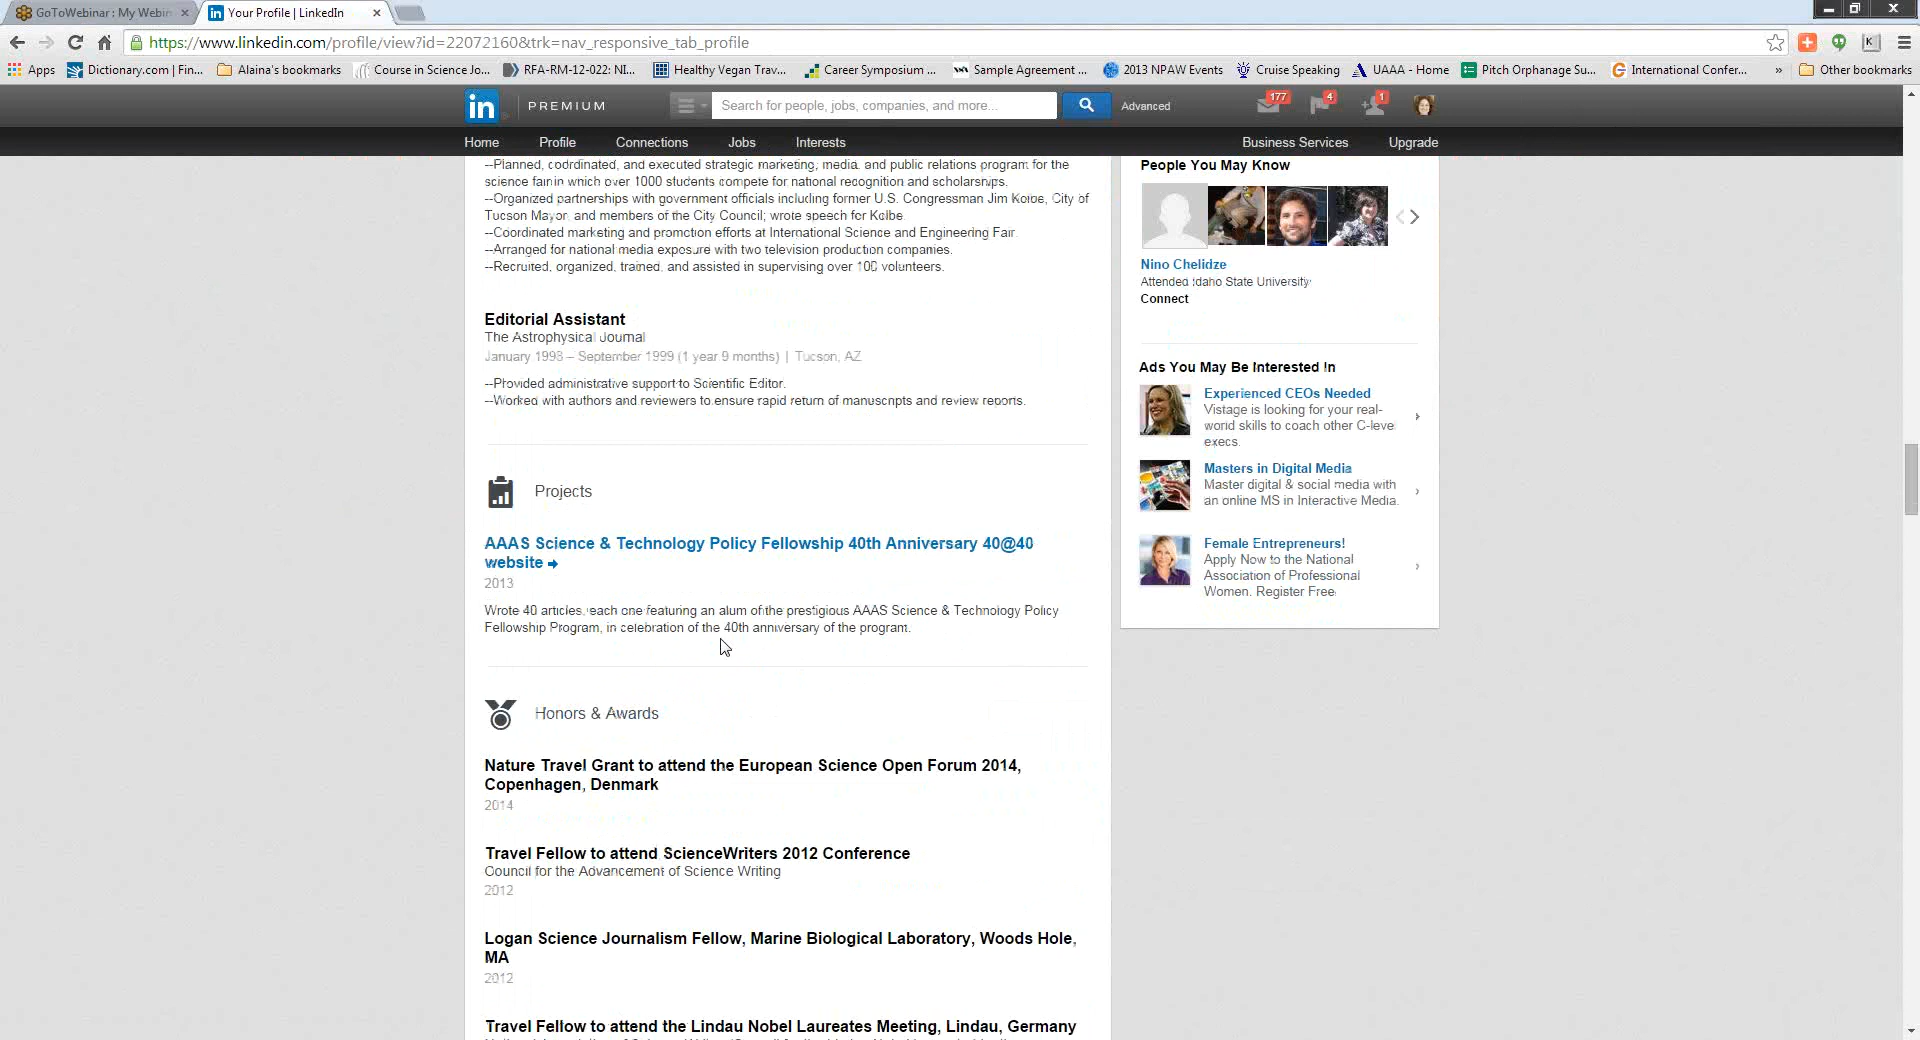 GoToWebinar : My Webin
Your Profile | LinkedIn
https://www.linkedin.com/profile/view?id=22072160&trk=nav_responsive_tab_profile
Apps
Dictionary.com | Fin...
Alaina's bookmarks
Course in Science Jo...
RFA-RM-12-022: NI...
Healthy Vegan Trav...
Career Symposium ...
Sample Agreement ...
2013 NPAW Events
Cruise Speaking
UAAA - Home
Pitch Orphanage Su...
International Confer...
»
Other bookmarks
in
PREMIUM
Search for people, jobs, companies, and more...
Advanced
177
4
1
Home
Profile
Connections
Jobs
Interests
Business Services
Upgrade
--Planned, coordinated, and executed strategic marketing, media, and public relations program for the
science fair in which over 1000 students compete for national recognition and scholarships.
--Organized partnerships with government officials including former U.S. Congressman Jim Kolbe, City of
Tucson Mayor, and members of the City Council; wrote speech for Kolbe.
--Coordinated marketing and promotion efforts at International Science and Engineering Fair.
--Arranged for national media exposure with two television production companies.
--Recruited, organized, trained, and assisted in supervising over 100 volunteers.
Editorial Assistant
The Astrophysical Journal
January 1998 – September 1999 (1 year 9 months) | Tucson, AZ
--Provided administrative support to Scientific Editor.
--Worked with authors and reviewers to ensure rapid return of manuscripts and review reports.
Projects
AAAS Science & Technology Policy Fellowship 40th Anniversary 40@40
website
2013
Wrote 40 articles, each one featuring an alum of the prestigious AAAS Science & Technology Policy
Fellowship Program, in celebration of the 40th anniversary of the program.
Honors & Awards
Nature Travel Grant to attend the European Science Open Forum 2014,
Copenhagen, Denmark
2014
Travel Fellow to attend ScienceWriters 2012 Conference
Council for the Advancement of Science Writing
2012
Logan Science Journalism Fellow, Marine Biological Laboratory, Woods Hole,
MA
2012
Travel Fellow to attend the Lindau Nobel Laureates Meeting, Lindau, Germany
People You May Know
Nino Chelidze
Attended Idaho State University
Connect
Ads You May Be Interested In
Experienced CEOs Needed
Vistage is looking for your real-
world skills to coach other C-level
execs.
Masters in Digital Media
Master digital & social media with
an online MS in Interactive Media.
Female Entrepreneurs!
Apply Now to the National
Association of Professional
Women. Register Free